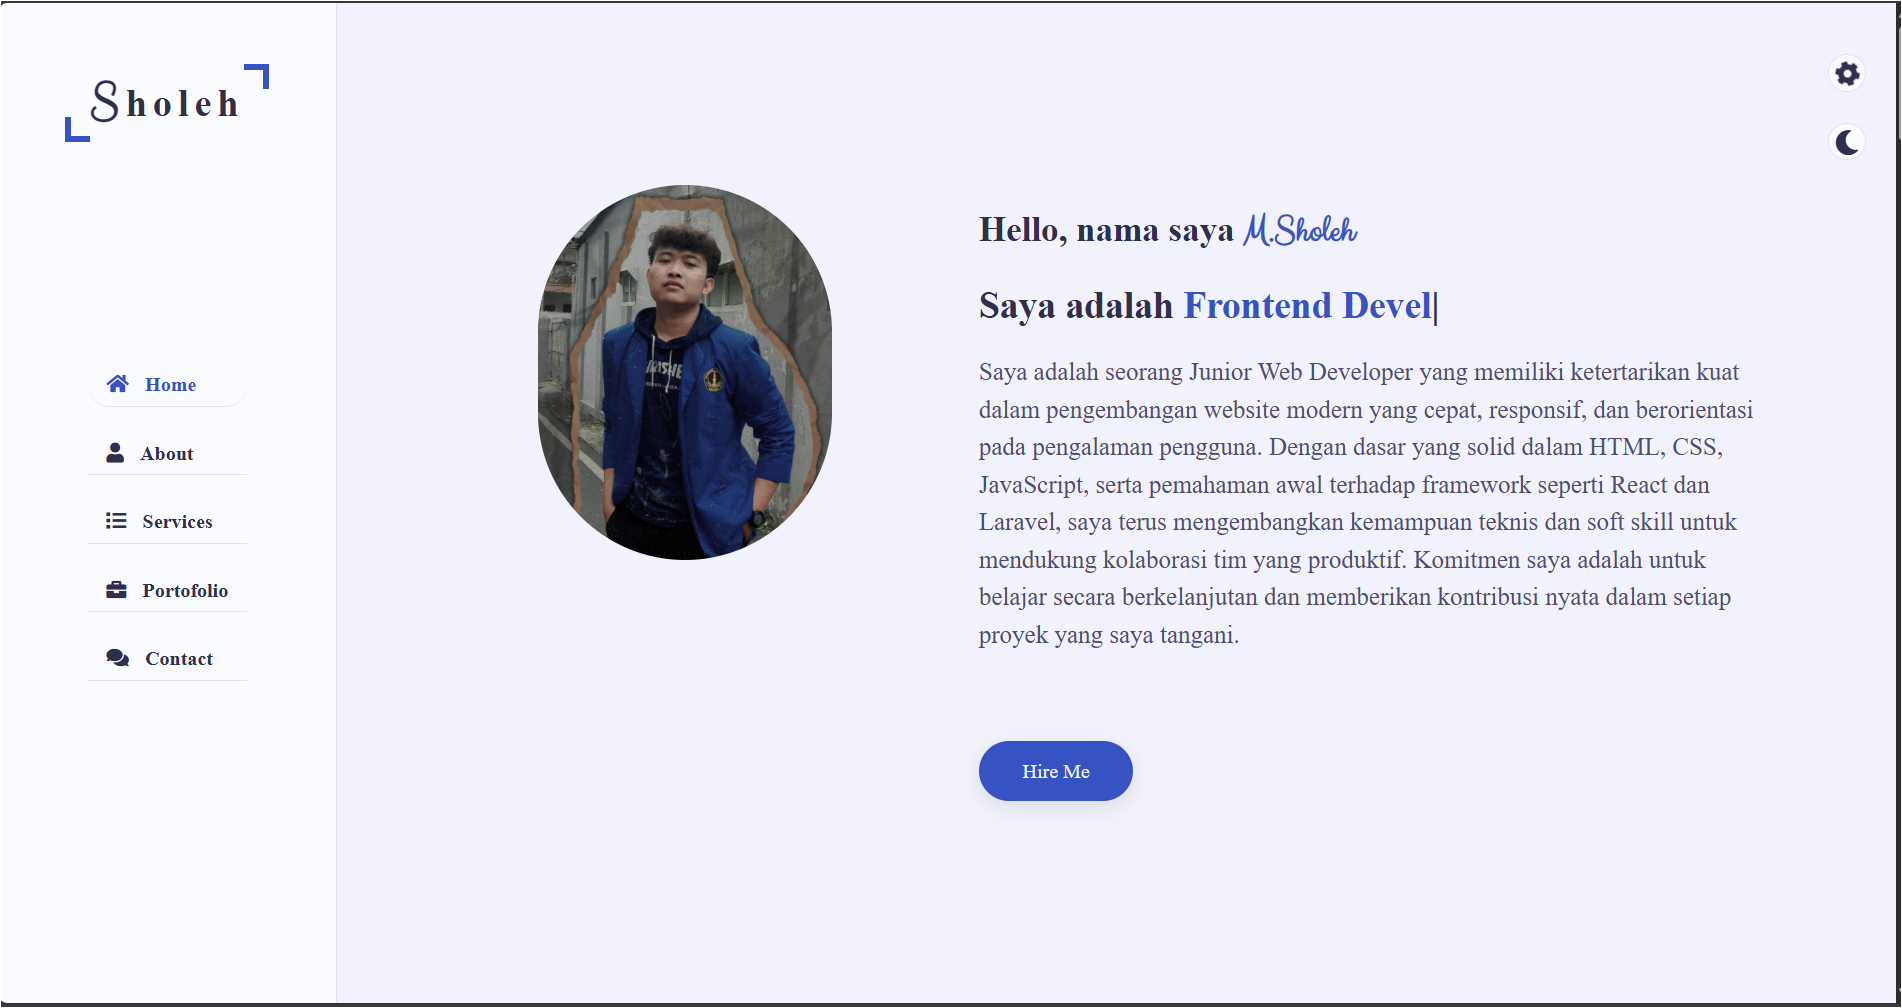 Sholeh
Home
About
Services
Portofolio
Contact
Hello, nama saya M.Sholeh
Saya adalah Frontend Devel|
Saya adalah seorang Junior Web Developer yang memiliki ketertarikan kuat
dalam pengembangan website modern yang cepat, responsif, dan berorientasi
pada pengalaman pengguna. Dengan dasar yang solid dalam HTML, CSS,
JavaScript, serta pemahaman awal terhadap framework seperti React dan
Laravel, saya terus mengembangkan kemampuan teknis dan soft skill untuk
mendukung kolaborasi tim yang produktif. Komitmen saya adalah untuk
belajar secara berkelanjutan dan memberikan kontribusi nyata dalam setiap
proyek yang saya tangani.
Hire Me